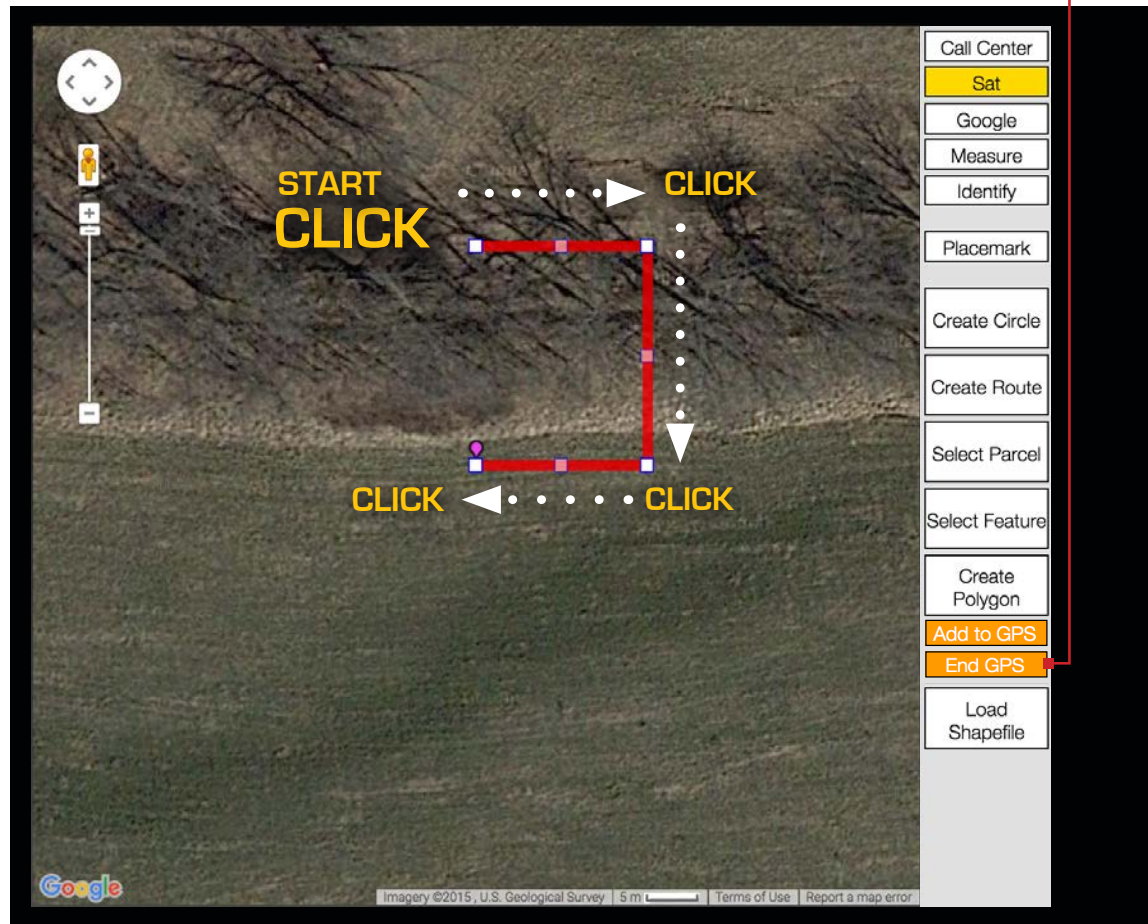 Call Center
Sat
Google
Measure
Identify
Placemark
Create Circle
Create Route
Select Parcel
Select Feature
Create
Polygon
Add to GPS
End GPS
Load
Shapefile
START
CLICK
CLICK
CLICK
CLICK
Google
Imagery ©2015 , U.S. Geological Survey
5 m
Terms of Use
Report a map error